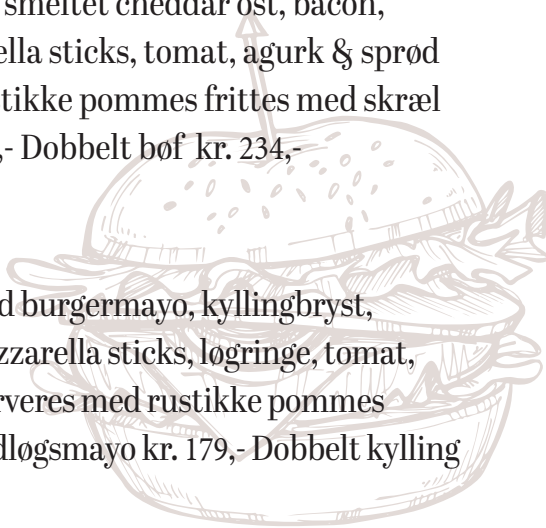 smeltet cheddar ost, bacon,
ella sticks, tomat, agurk & sprød
tikke pommes frittes med skræl
,- Dobbelt bøf kr. 234,-
d burgermayo, kyllingbryst,
zzarella sticks, løgringe, tomat,
rveres med rustikke pommes
dløgsmayo kr. 179,- Dobbelt kylling